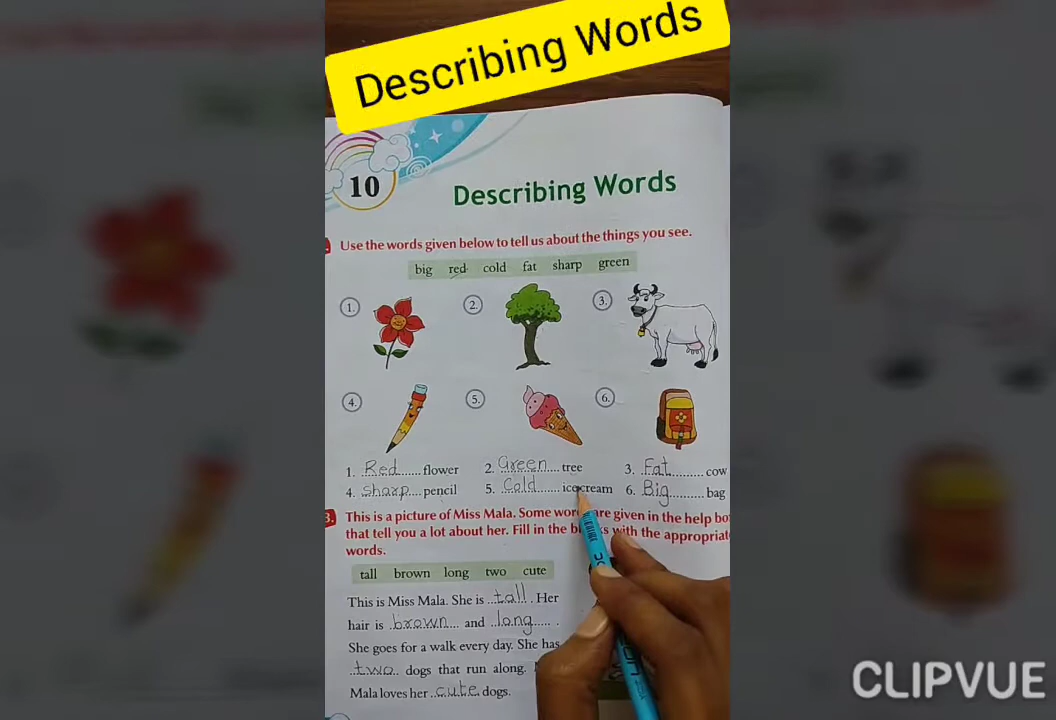 Describing Words
10
Describing Words
Use the words given below to tell us about the things you see.
big red cold fat sharp green
1. 2. 3.
4. 5. 6.
1. Red flower 2. Green tree 3. Fat cow
4. sharp pencil 5. Cold icecream 6. Big bag
3. This is a picture of Miss Mala. Some are given in the help
that tell you a lot about her. Fill in the with the
words.
tall brown long two cute
This is Miss Mala. She is tall. Her
hair is brown and long.
She goes for a walk every day. She has
two dogs that run along.
Mala loves her cute dogs.
CLIPVUE